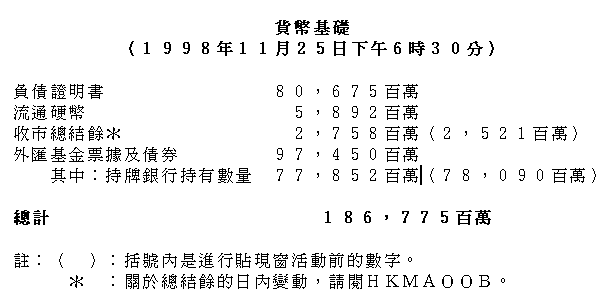 貨幣基礎
(1998年11月25日下午6時30分)
負債證明書 80,675百萬
流通硬幣 5,892百萬
收市總結餘* 2,758百萬(2,521百萬)
外匯基金票據及債券 97,450百萬
其中:持牌銀行持有數量 77,852百萬(78,090百萬)
總計 186,775百萬
註:( ):括號內是進行貼現窗活動前的數字。
* :關於總結餘的日內變動,請閱HKMAOOB。